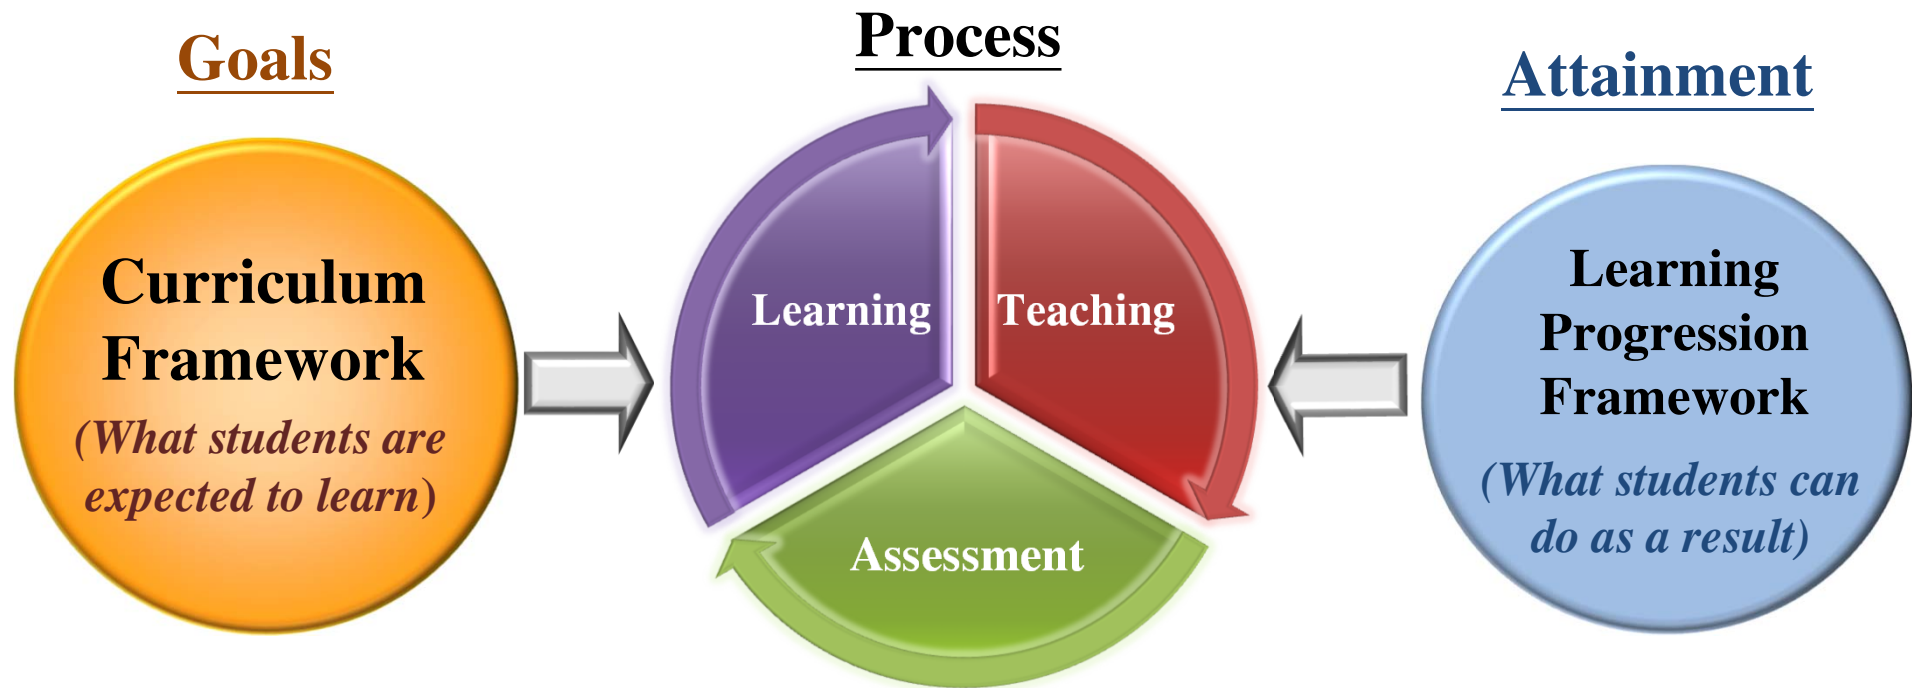 Goals
Curriculum
Framework
(What students are
expected to learn)
Process
Learning
Teaching
Assessment
Attainment
Learning
Progression
Framework
(What students can
do as a result)